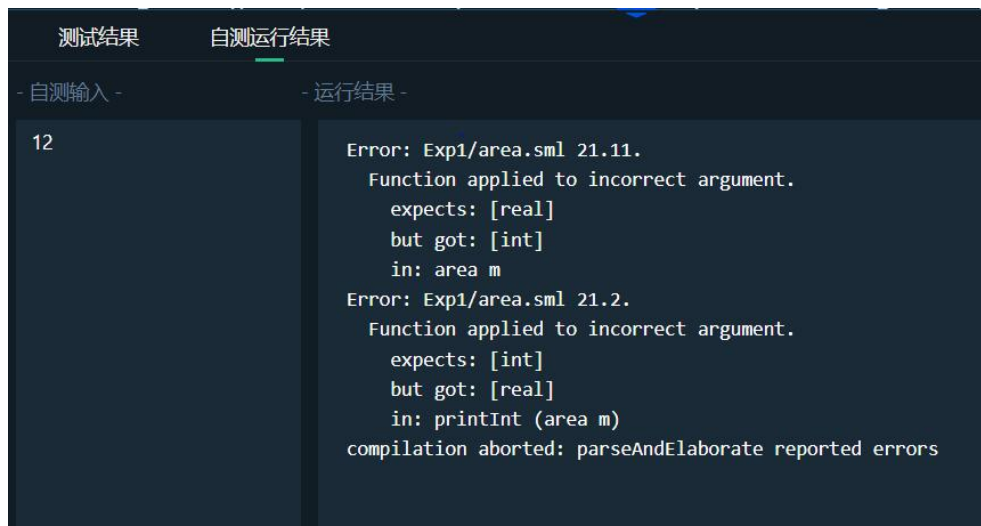 测试结果 自测运行结果
- 自测输入 - - 运行结果 -
12
Error: Exp1/area.sml 21.11.
Function applied to incorrect argument.
expects: [real]
but got: [int]
in: area m
Error: Exp1/area.sml 21.2.
Function applied to incorrect argument.
expects: [int]
but got: [real]
in: printInt (area m)
compilation aborted: parseAndElaborate reported errors